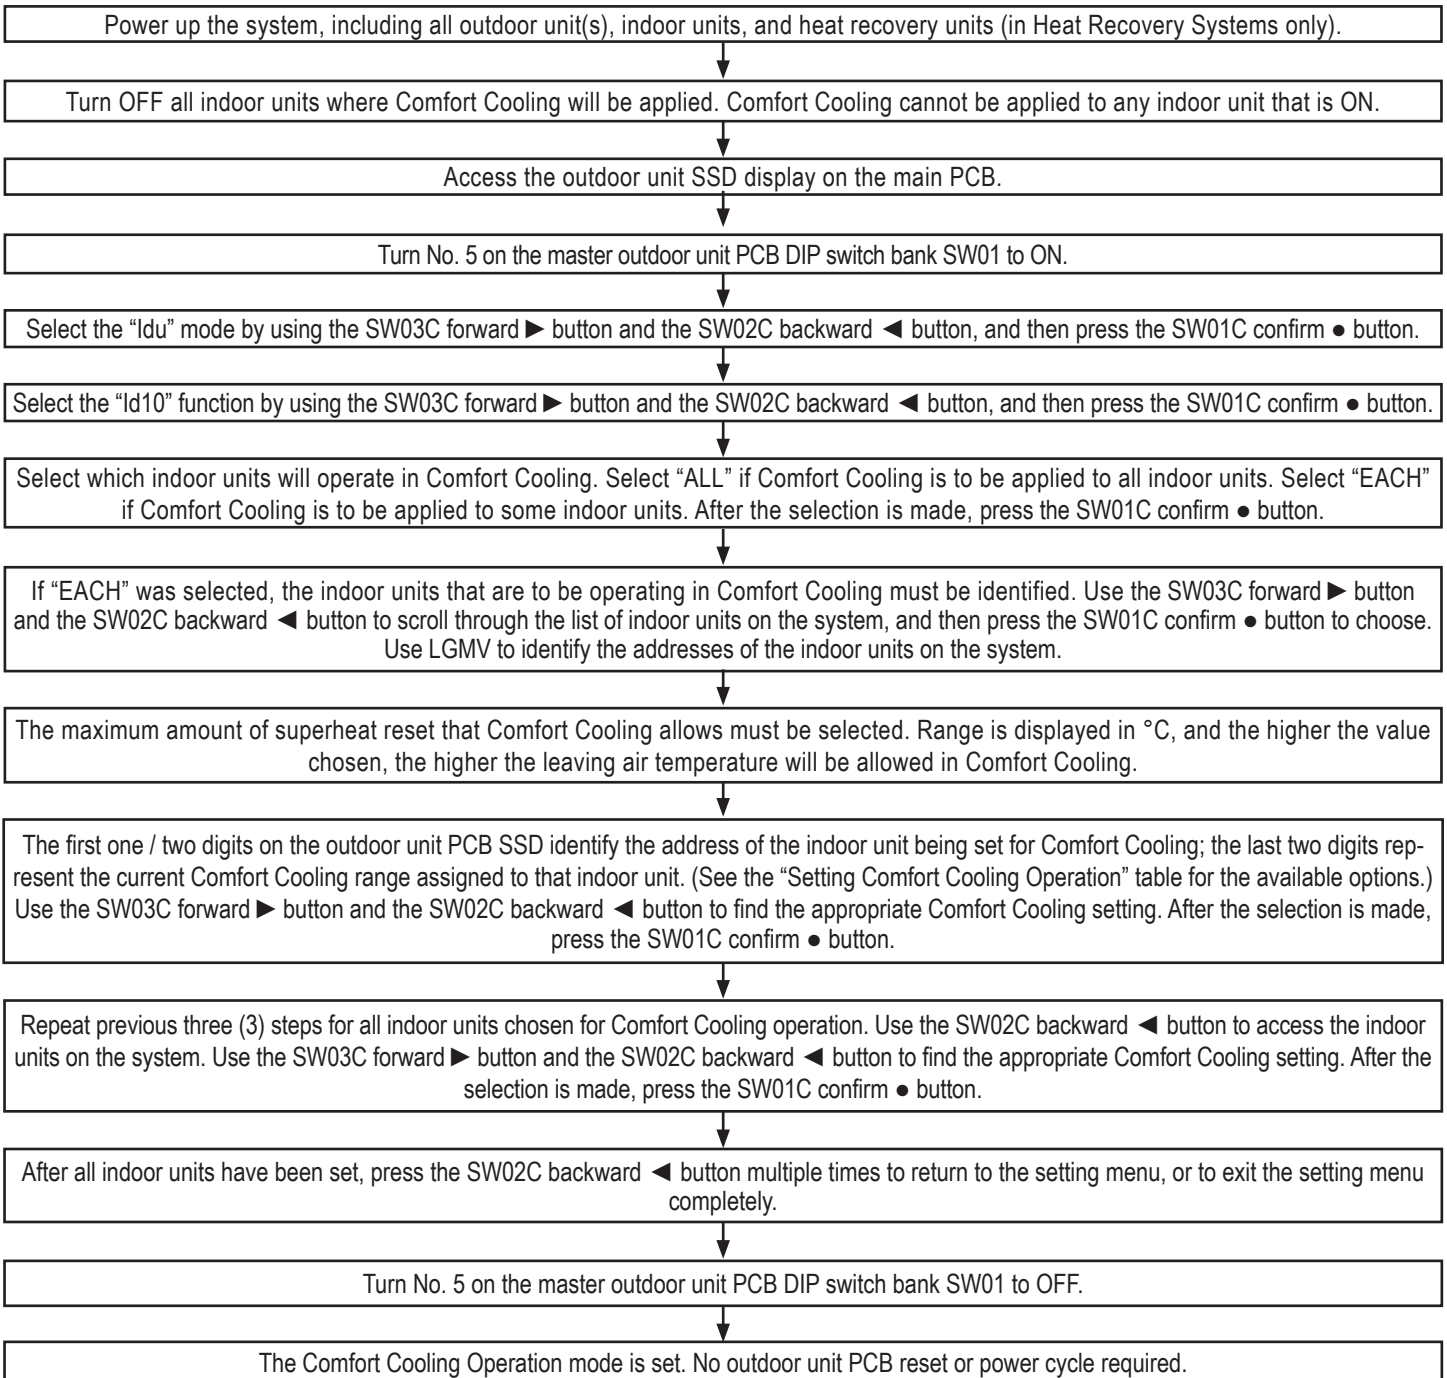 Power up the system, including all outdoor unit(s), indoor units, and heat recovery units (in Heat Recovery Systems only).
Turn OFF all indoor units where Comfort Cooling will be applied. Comfort Cooling cannot be applied to any indoor unit that is ON.
Access the outdoor unit SSD display on the main PCB.
Turn No. 5 on the master outdoor unit PCB DIP switch bank SW01 to ON.
Select the “Idu” mode by using the SW03C forward ► button and the SW02C backward ◄ button, and then press the SW01C confirm ● button.
Select the “Id10” function by using the SW03C forward ► button and the SW02C backward ◄ button, and then press the SW01C confirm ● button.
Select which indoor units will operate in Comfort Cooling. Select “ALL” if Comfort Cooling is to be applied to all indoor units. Select “EACH”
if Comfort Cooling is to be applied to some indoor units. After the selection is made, press the SW01C confirm ● button.
If “EACH” was selected, the indoor units that are to be operating in Comfort Cooling must be identified. Use the SW03C forward ► button
and the SW02C backward ◄ button to scroll through the list of indoor units on the system, and then press the SW01C confirm ● button to choose.
Use LGMV to identify the addresses of the indoor units on the system.
The maximum amount of superheat reset that Comfort Cooling allows must be selected. Range is displayed in °C, and the higher the value
chosen, the higher the leaving air temperature will be allowed in Comfort Cooling.
The first one / two digits on the outdoor unit PCB SSD identify the address of the indoor unit being set for Comfort Cooling; the last two digits rep-
resent the current Comfort Cooling range assigned to that indoor unit. (See the “Setting Comfort Cooling Operation” table for the available options.)
Use the SW03C forward ► button and the SW02C backward ◄ button to find the appropriate Comfort Cooling setting. After the selection is made,
press the SW01C confirm ● button.
Repeat previous three (3) steps for all indoor units chosen for Comfort Cooling operation. Use the SW02C backward ◄ button to access the indoor
units on the system. Use the SW03C forward ► button and the SW02C backward ◄ button to find the appropriate Comfort Cooling setting. After the
selection is made, press the SW01C confirm ● button.
After all indoor units have been set, press the SW02C backward ◄ button multiple times to return to the setting menu, or to exit the setting menu
completely.
Turn No. 5 on the master outdoor unit PCB DIP switch bank SW01 to OFF.
The Comfort Cooling Operation mode is set. No outdoor unit PCB reset or power cycle required.